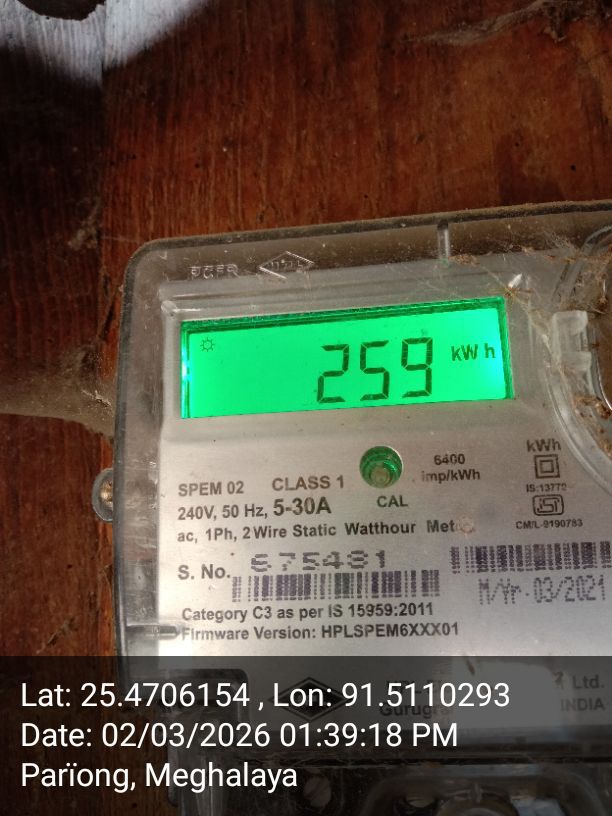 259 kWh
SPEM 02 CLASS 1
6400
imp/kWh
CAL
240V, 50 Hz, 5-30A
ac, 1Ph, 2 Wire Static Watthour
kWh
IS:13779
ISI
CM/L-9190783
S. No. 675481
M/Yr-03/2021
Category C3 as per IS 15959:2011
Firmware Version: HPLSPEM6XXX01
Ltd.
INDIA
Lat: 25.4706154 , Lon: 91.5110293
Date: 02/03/2026 01:39:18 PM
Parïong, Meghalaya